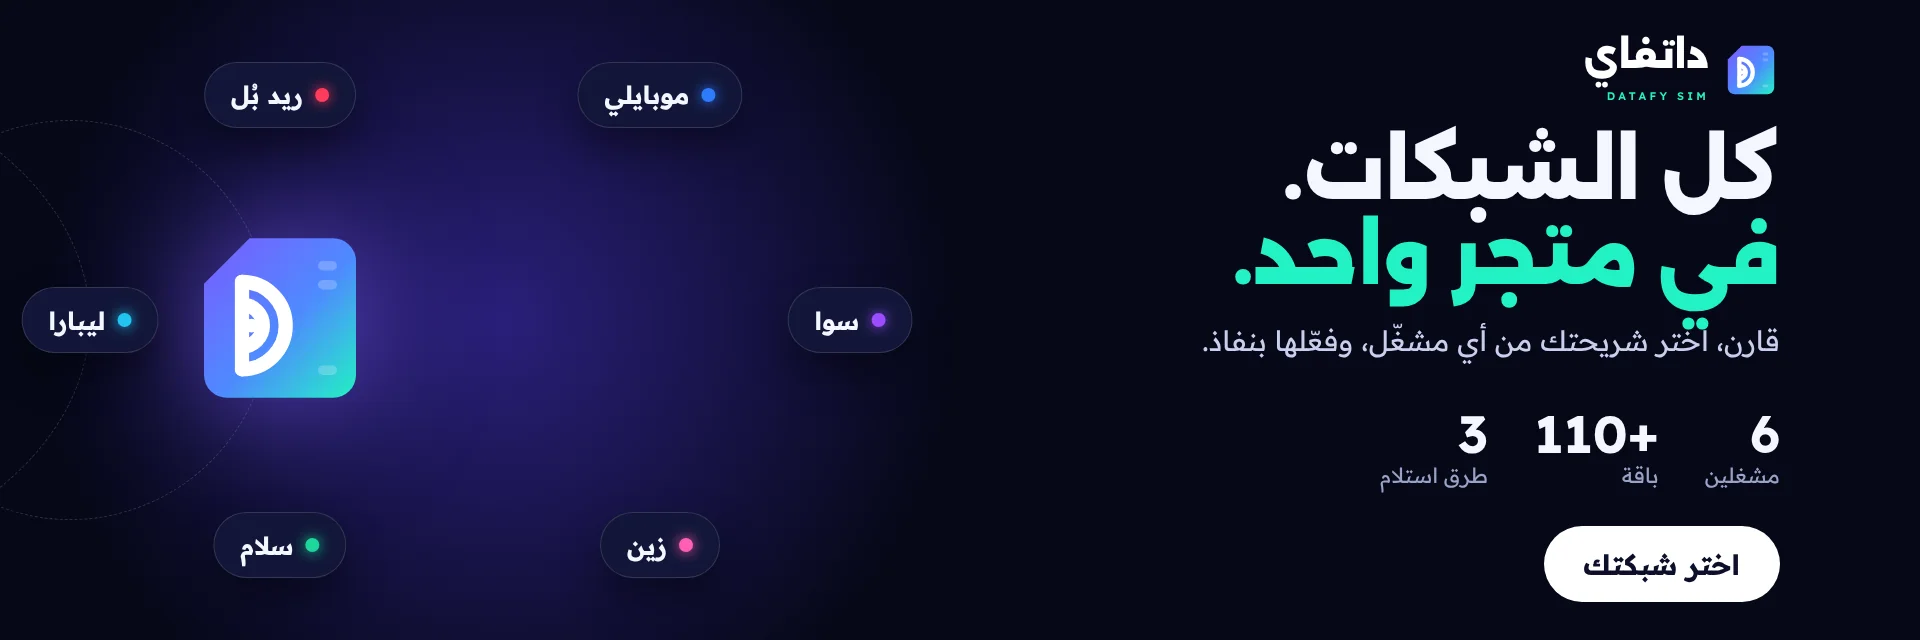 داتفاي
DATAFY SIM
كل الشبكات.
في متجر واحد.
قارن، اختر شريحتك من أي مشغّل، وفعّلها بنفاذ.
6
مشغلين
110+
باقة
3
طرق استلام
اختر شبكتك
موبايلي
ريد بُل
سوا
ليبارا
زين
سلام